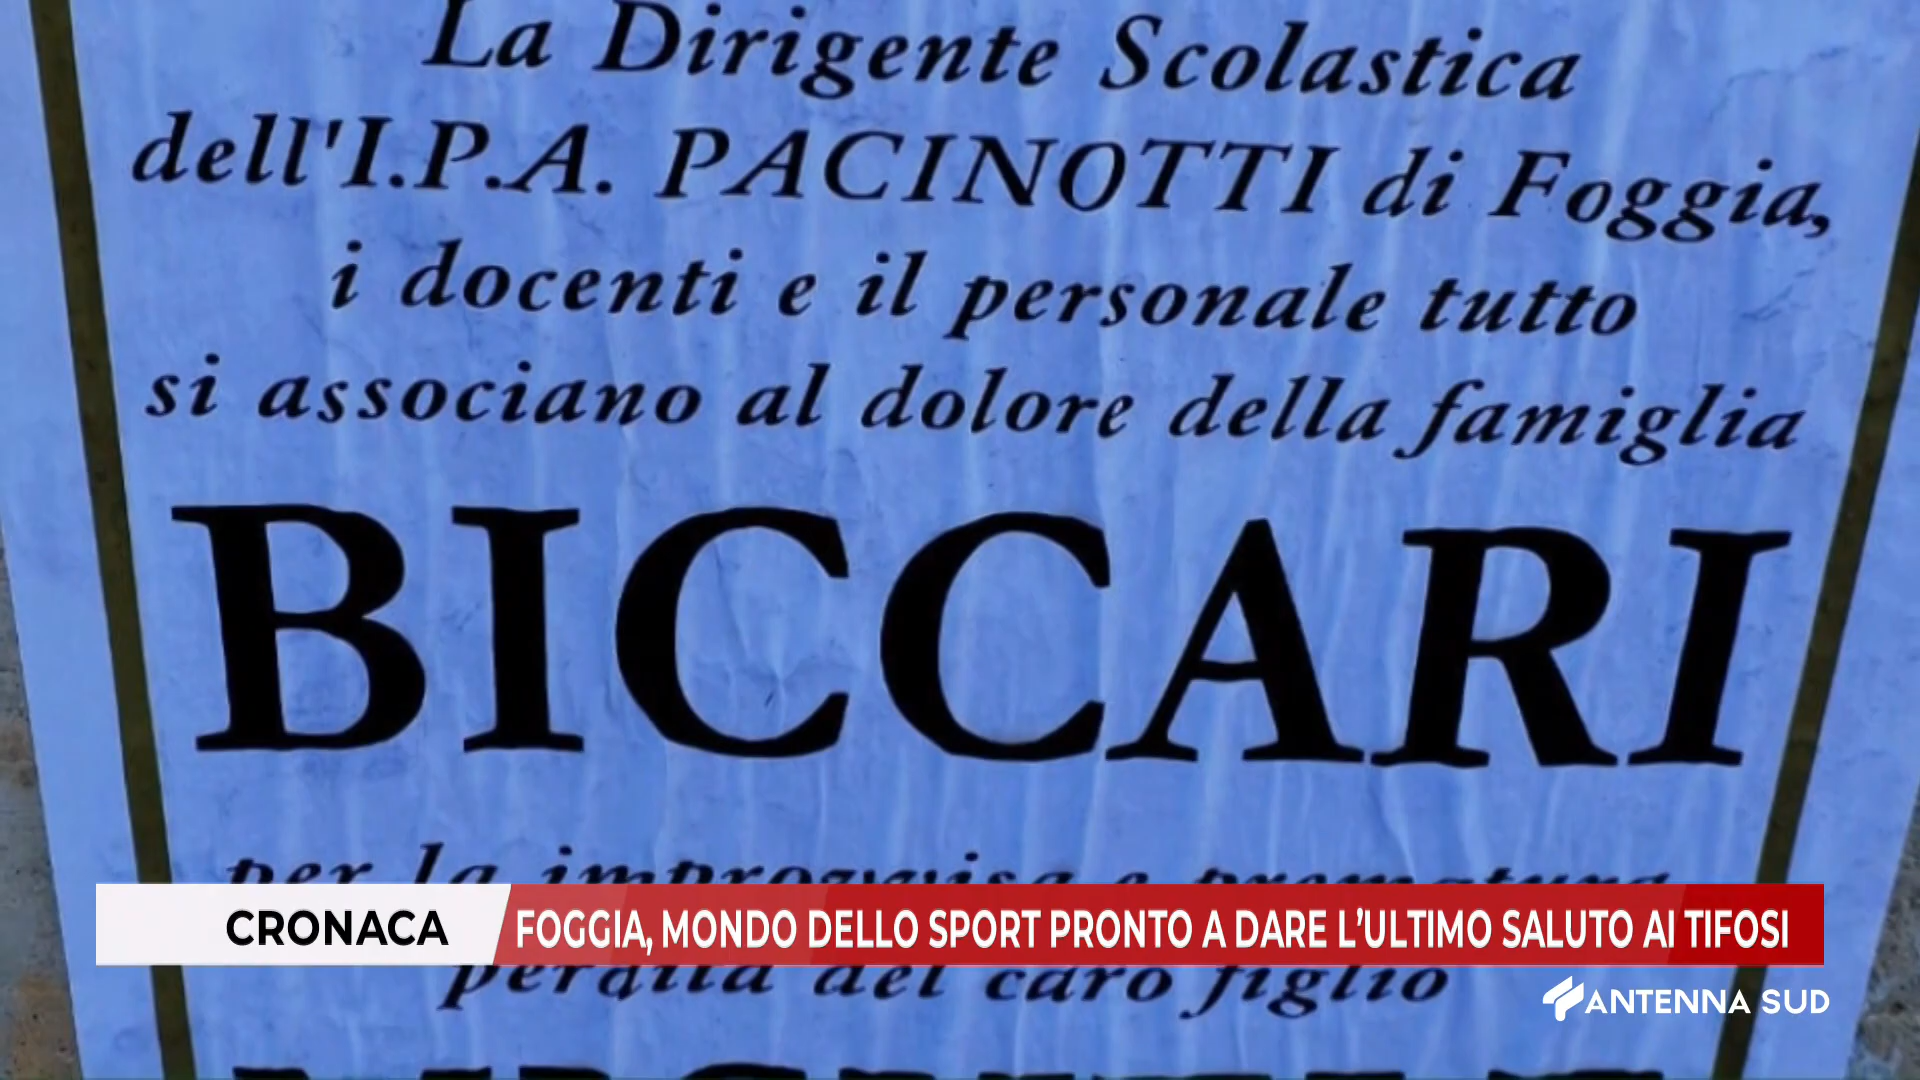 La Dirigente Scolastica
dell'I.P.A. PACINOTTI di Foggia,
i docenti e il personale tutto
si associano al dolore della famiglia
BICCARI
per la improvvisa e prematura
CRONACA FOGGIA, MONDO DELLO SPORT PRONTO A DARE L'ULTIMO SALUTO AI TIFOSI
perdita del caro figlio
ANTENNA SUD